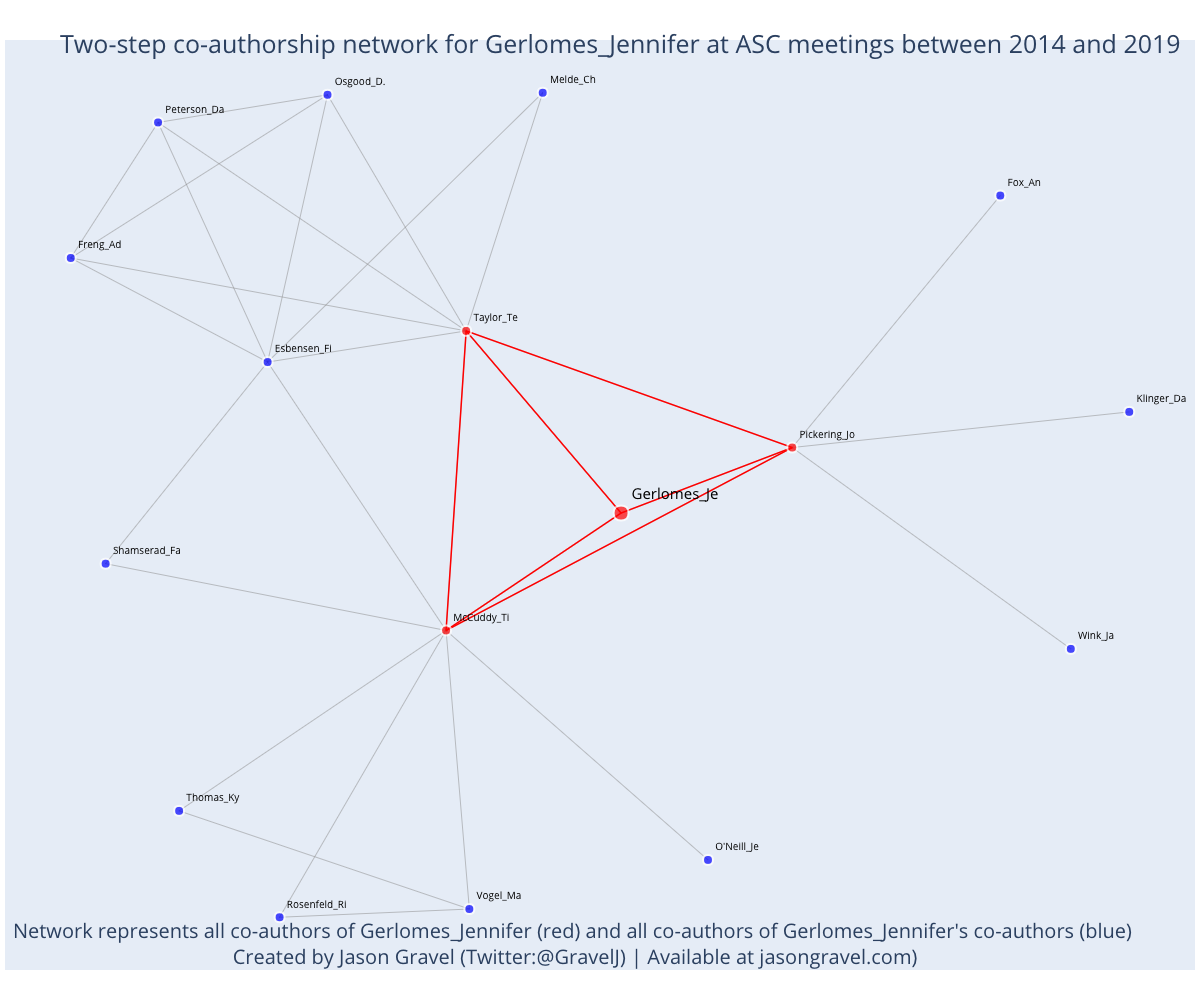 Two-step co-authorship network for Gerlomes_Jennifer at ASC meetings between 2014 and 2019
Osgood_D.
Melde_Ch
Peterson_Da
Fox_An
Freng_Ad
Taylor_Te
Esbensen_Fi
Klinger_Da
Pickering_Jo
Gerlomes_Je
Shamserad_Fa
McCuddy_Ti
Wink_Ja
Thomas_Ky
O'Neill_Je
Vogel_Ma
Rosenfeld_Ri
Network represents all co-authors of Gerlomes_Jennifer (red) and all co-authors of Gerlomes_Jennifer's co-authors (blue)
Created by Jason Gravel (Twitter:@GravelJ) | Available at jasongravel.com)